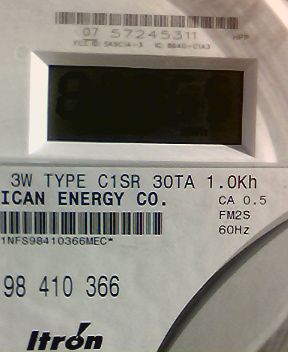 07 57245311
HPP
3W TYPE C1SR 30TA 1.0Kh
ICAN ENERGY CO.
CA 0.5
FM2S
60Hz
1NFS98410366MEC*
98 410 366
Itron